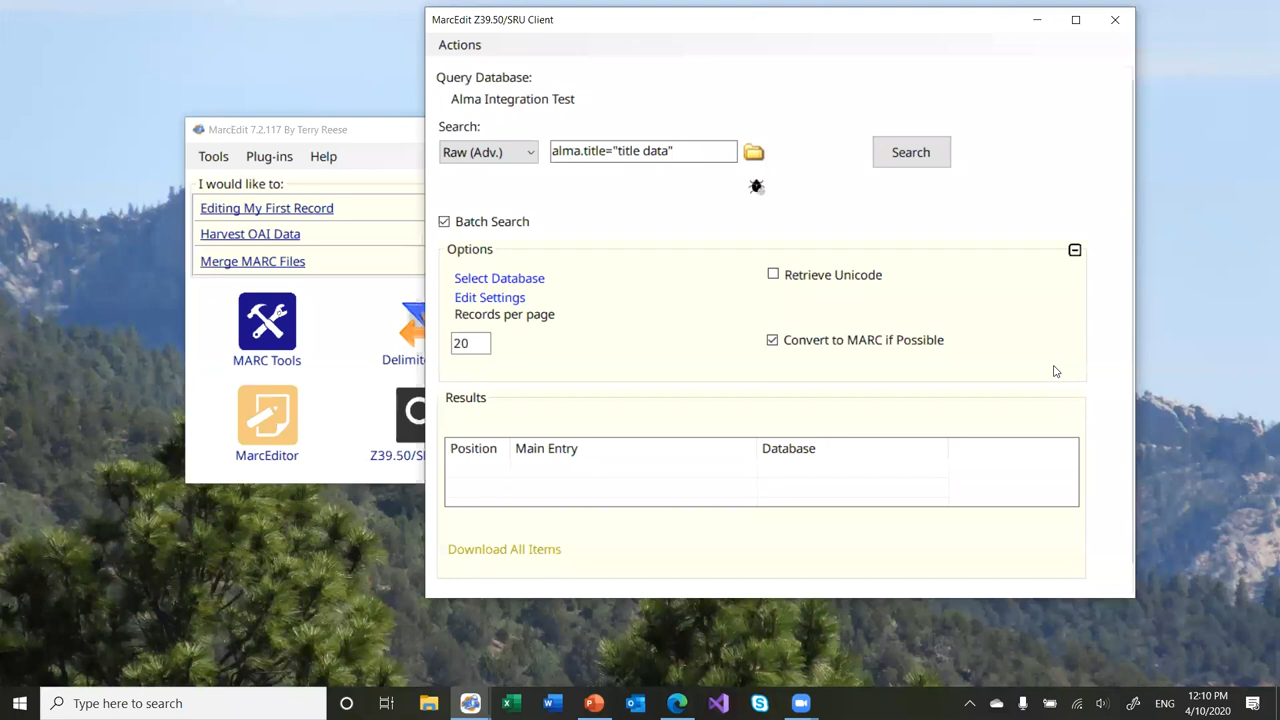 MarcEdit Z39.50/SRU Client
Actions
Query Database:
Alma Integration Test
Search:
Raw (Adv.)
alma.title="title data"
Search
Batch Search
Options
Select Database
Edit Settings
Records per page
20
Retrieve Unicode
Convert to MARC if Possible
Results
Position Main Entry Database
Download All Items
MarcEdit 7.2.117 By Terry Reese
Tools Plug-ins Help
I would like to:
Editing My First Record
Harvest OAI Data
Merge MARC Files
MARC Tools
Delimit
MarcEditor
Z39.50/SR
Type here to search
ENG
12:10 PM
4/10/2020